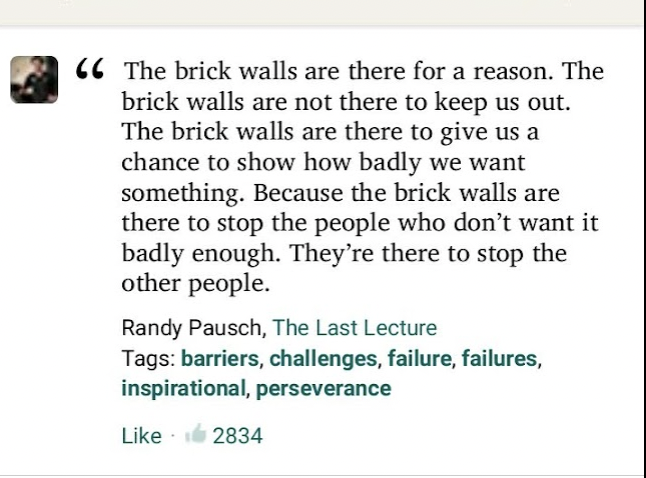 “ The brick walls are there for a reason. The
brick walls are not there to keep us out.
The brick walls are there to give us a
chance to show how badly we want
something. Because the brick walls are
there to stop the people who don’t want it
badly enough. They’re there to stop the
other people.
Randy Pausch, The Last Lecture
Tags: barriers, challenges, failure, failures,
inspirational, perseverance
Like · 2834